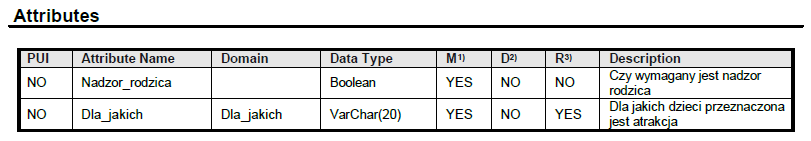 Attributes
PUI Attribute Name Domain Data Type M1) D2) R3) Description
NO Nadzor_rodzica Boolean YES NO NO Czy wymagany jest nadzor
rodzica
NO Dla_jakich Dla_jakich VarChar(20) YES NO YES Dla jakich dzieci przeznaczona
jest atrakcja